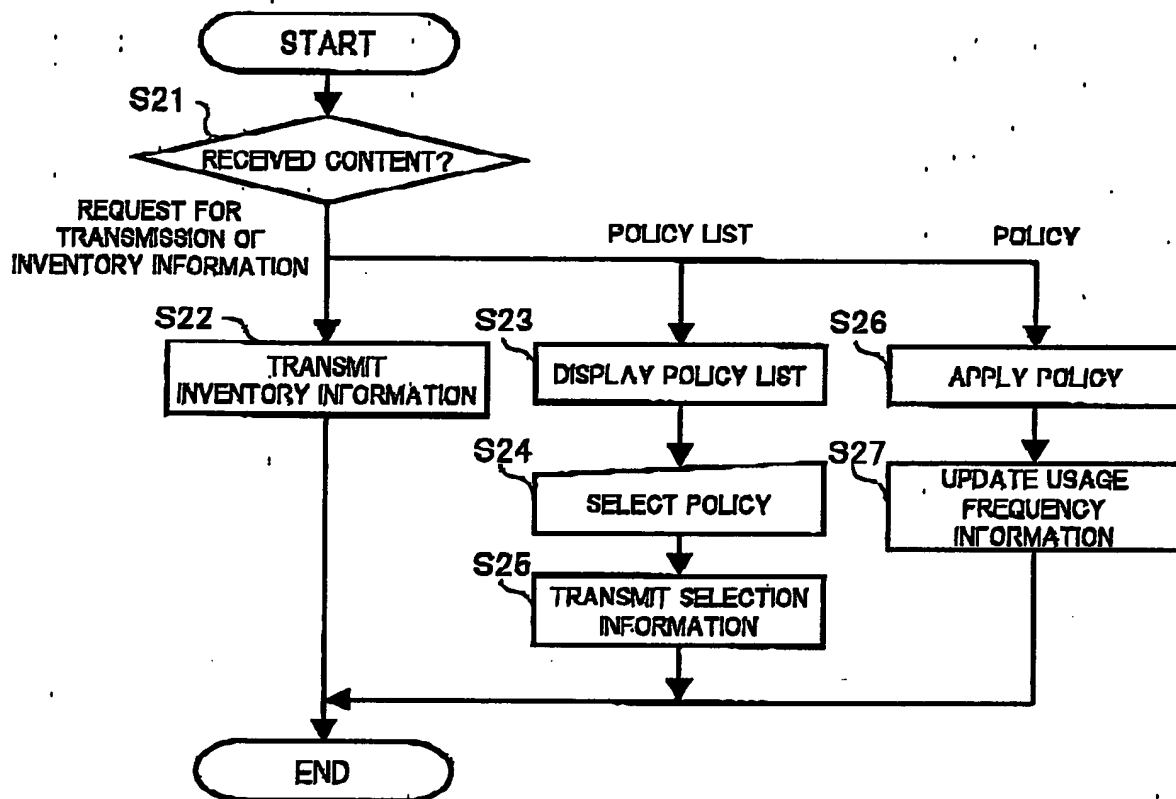 START
S21
RECEIVED CONTENT?
REQUEST FOR
TRANSMISSION OF
INVENTORY INFORMATION
POLICY LIST
POLICY
S22
TRANSMIT
INVENTORY INFORMATION
S23
DISPLAY POLICY LIST
S24
SELECT POLICY
S25
TRANSMIT SELECTION
INFORMATION
S26
APPLY POLICY
S27
UPDATE USAGE
FREQUENCY
INFORMATION
END